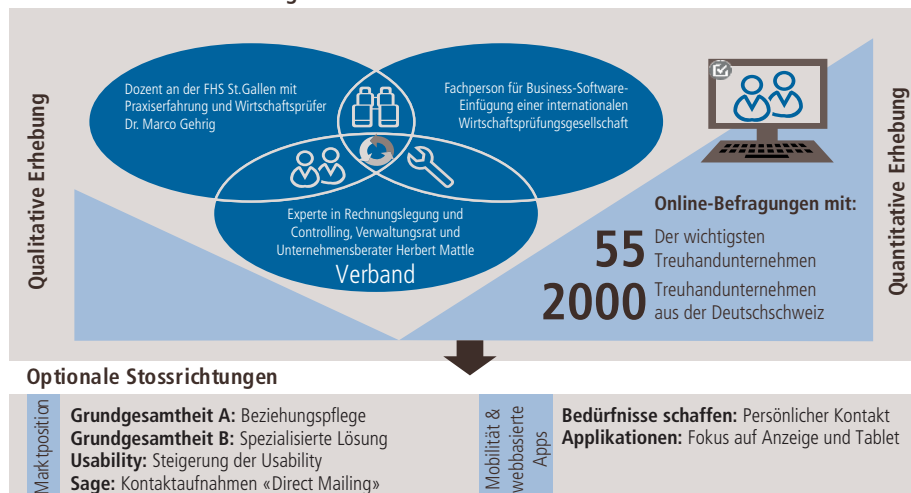 Qualitative Erhebung
Dozent an der FHS St.Gallen mit
Praxiserfahrung und Wirtschaftsprüfer
Dr. Marco Gehrig
Fachperson für Business-Software-
Einfügung einer internationalen
Wirtschaftsprüfungsgesellschaft
Experte in Rechnungslegung und
Controlling, Verwaltungsrat und
Unternehmensberater Herbert Mattle
Verband
Online-Befragungen mit:
55 Der wichtigsten
Treuhandunternehmen
2000 Treuhandunternehmen
aus der Deutschschweiz
Quantitative Erhebung
Optionale Stossrichtungen
Marktposition
Grundgesamtheit A: Beziehungspflege
Grundgesamtheit B: Spezialisierte Lösung
Usability: Steigerung der Usability
Sage: Kontaktaufnahmen «Direct Mailing»
Mobilität &
webbasierte
Apps
Bedürfnisse schaffen: Persönlicher Kontakt
Applikationen: Fokus auf Anzeige und Tablet